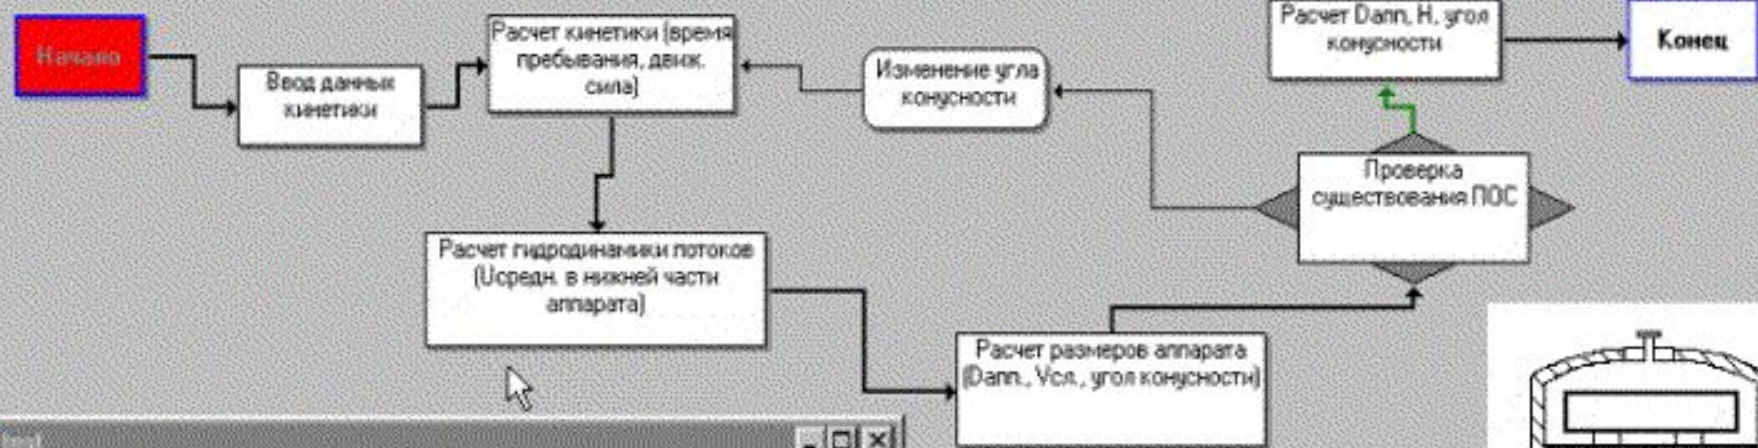 Начало
Ввод данных
кинетики
Расчет кинетики (время
пребывания, движ.
сила)
Изменение угла
конусности
Расчет Dапп, H, угол
конусности
Конец
Проверка
существования ПОС
Расчет гидродинамики потоков
(Uсредн. в нижней части
аппарата)
Расчет размеров аппарата
(Dапп., Vсл., угол конусности)